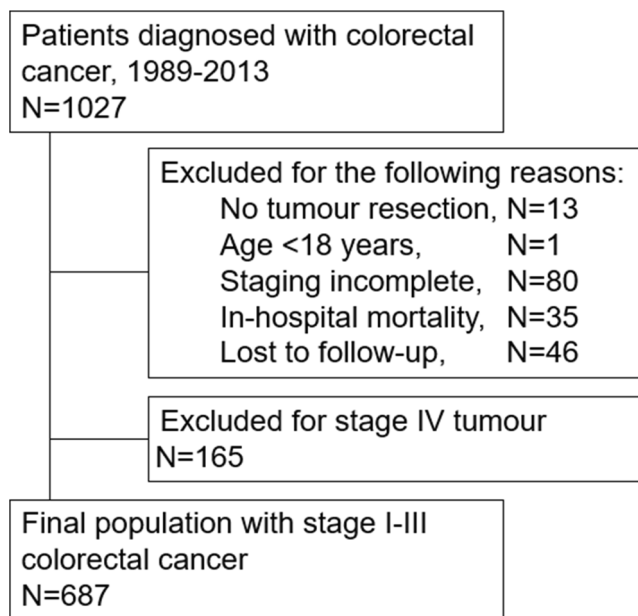 Patients diagnosed with colorectal
cancer, 1989-2013
N=1027
Excluded for the following reasons:
No tumour resection, N=13
Age <18 years, N=1
Staging incomplete, N=80
In-hospital mortality, N=35
Lost to follow-up, N=46
Excluded for stage IV tumour
N=165
Final population with stage I-III
colorectal cancer
N=687